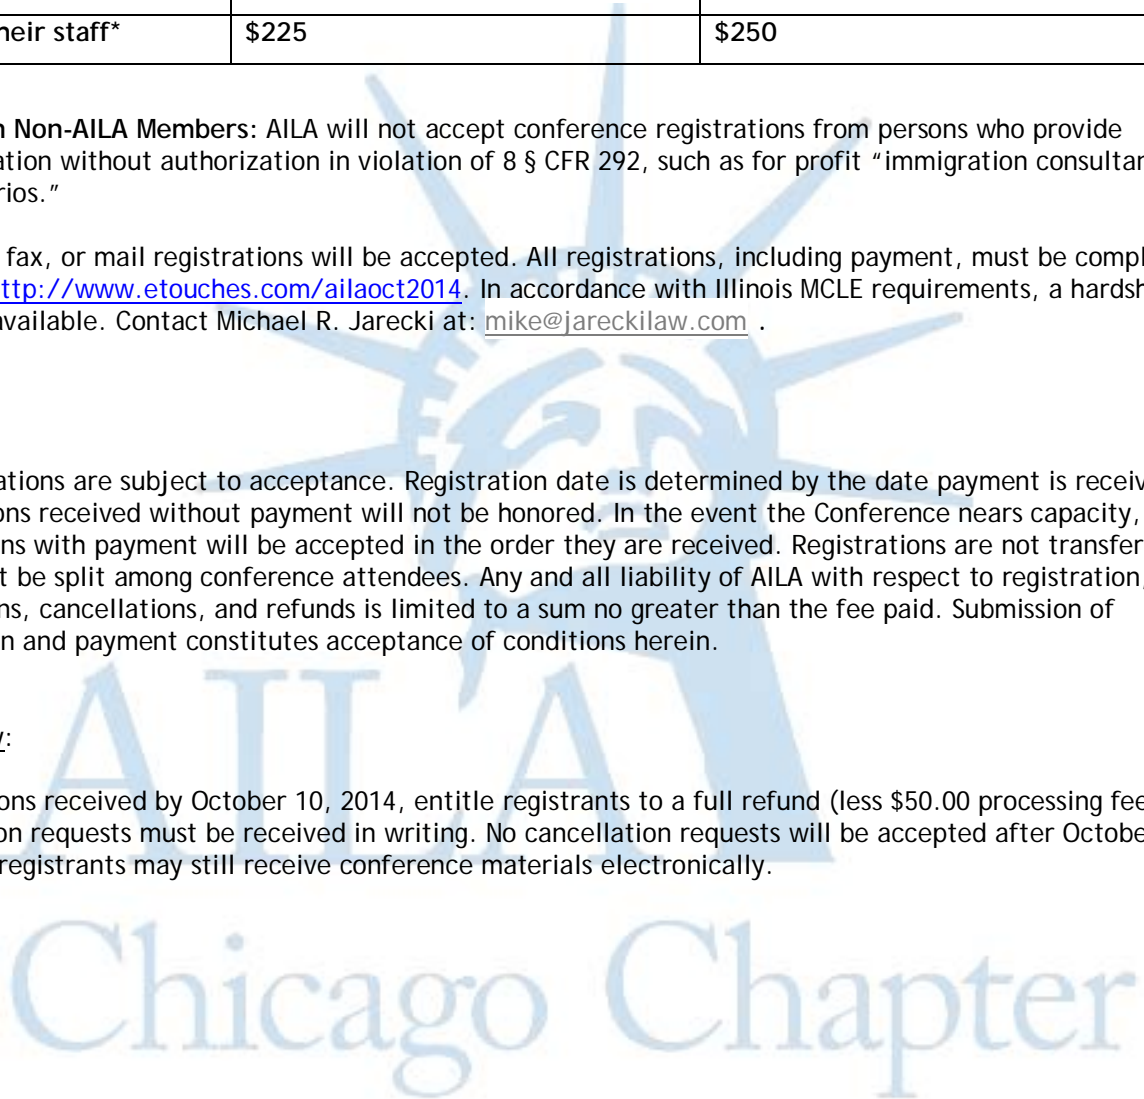 heir staff* $225 $250
n Non-AILA Members: AILA will not accept conference registrations from persons who provide
ation without authorization in violation of 8 § CFR 292, such as for profit “immigration consultan
rios.”
fax, or mail registrations will be accepted. All registrations, including payment, must be compl
ttp://www.etouches.com/ailaoct2014. In accordance with Illinois MCLE requirements, a hardsh
available. Contact Michael R. Jarecki at: mike@jareckilaw.com .
ations are subject to acceptance. Registration date is determined by the date payment is receiv
ons received without payment will not be honored. In the event the Conference nears capacity,
ns with payment will be accepted in the order they are received. Registrations are not transfer
t be split among conference attendees. Any and all liability of AILA with respect to registration,
ns, cancellations, and refunds is limited to a sum no greater than the fee paid. Submission of
n and payment constitutes acceptance of conditions herein.
y:
ons received by October 10, 2014, entitle registrants to a full refund (less $50.00 processing fee
on requests must be received in writing. No cancellation requests will be accepted after Octobe
registrants may still receive conference materials electronically.
AILA
Chicago Chapter